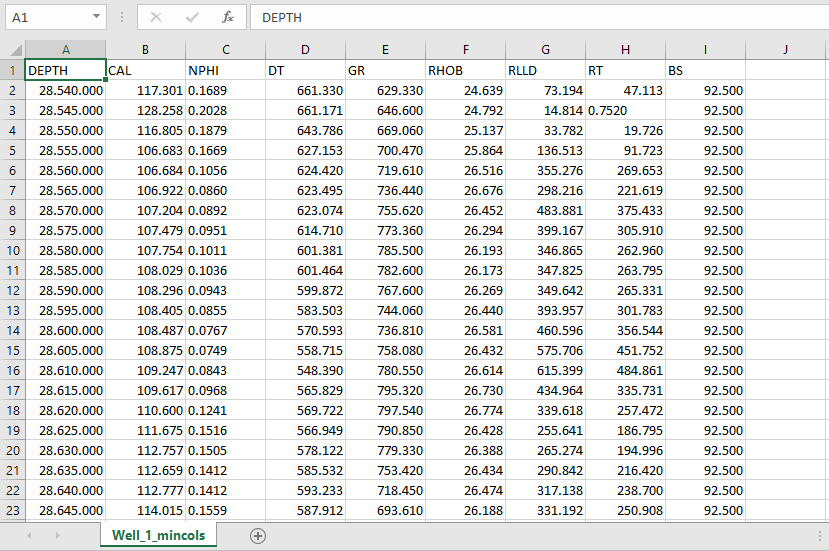 A1 fx DEPTH
A B C D E F G H I J
1 DEPTH CAL NPHI DT GR RHOB RLLD RT BS
2 28.540.000 117.301 0.1689 661.330 629.330 24.639 73.194 47.113 92.500
3 28.545.000 128.258 0.2028 661.171 646.600 24.792 14.814 0.7520 92.500
4 28.550.000 116.805 0.1879 643.786 669.060 25.137 33.782 19.726 92.500
5 28.555.000 106.683 0.1669 627.153 700.470 25.864 136.513 91.723 92.500
6 28.560.000 106.684 0.1056 624.420 719.610 26.516 355.276 269.653 92.500
7 28.565.000 106.922 0.0860 623.495 736.440 26.676 298.216 221.619 92.500
8 28.570.000 107.204 0.0892 623.074 755.620 26.452 483.881 375.433 92.500
9 28.575.000 107.479 0.0951 614.710 773.360 26.294 399.167 305.910 92.500
10 28.580.000 107.754 0.1011 601.381 785.500 26.193 346.865 262.960 92.500
11 28.585.000 108.029 0.1036 601.464 782.600 26.173 347.825 263.795 92.500
12 28.590.000 108.296 0.0943 599.872 767.600 26.269 349.642 265.331 92.500
13 28.595.000 108.405 0.0855 583.503 744.060 26.440 393.957 301.783 92.500
14 28.600.000 108.487 0.0767 570.593 736.810 26.581 460.596 356.544 92.500
15 28.605.000 108.875 0.0749 558.715 758.080 26.432 575.706 451.752 92.500
16 28.610.000 109.247 0.0843 548.390 780.550 26.614 615.399 484.861 92.500
17 28.615.000 109.617 0.0968 565.829 795.320 26.730 434.964 335.731 92.500
18 28.620.000 110.600 0.1241 569.722 797.540 26.774 339.618 257.472 92.500
19 28.625.000 111.675 0.1516 566.949 790.850 26.428 255.641 186.795 92.500
20 28.630.000 112.757 0.1505 578.122 779.330 26.388 265.274 194.996 92.500
21 28.635.000 112.659 0.1412 585.532 753.420 26.434 290.842 216.420 92.500
22 28.640.000 112.777 0.1412 593.233 718.450 26.474 317.138 238.700 92.500
23 28.645.000 114.015 0.1559 587.912 693.610 26.188 331.192 250.908 92.500
Well_1_mincols